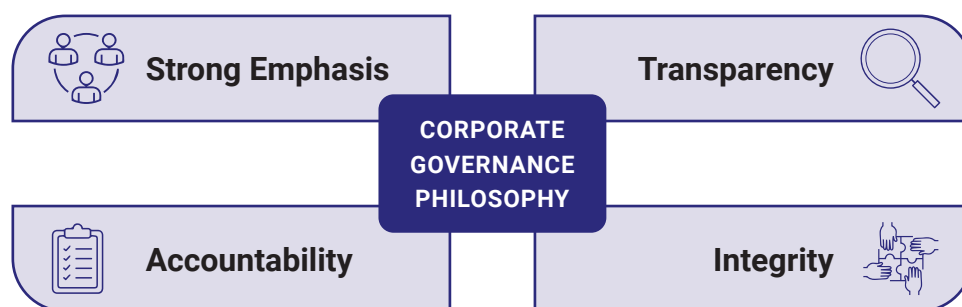 Strong Emphasis
Transparency
CORPORATE
GOVERNANCE
PHILOSOPHY
Accountability
Integrity